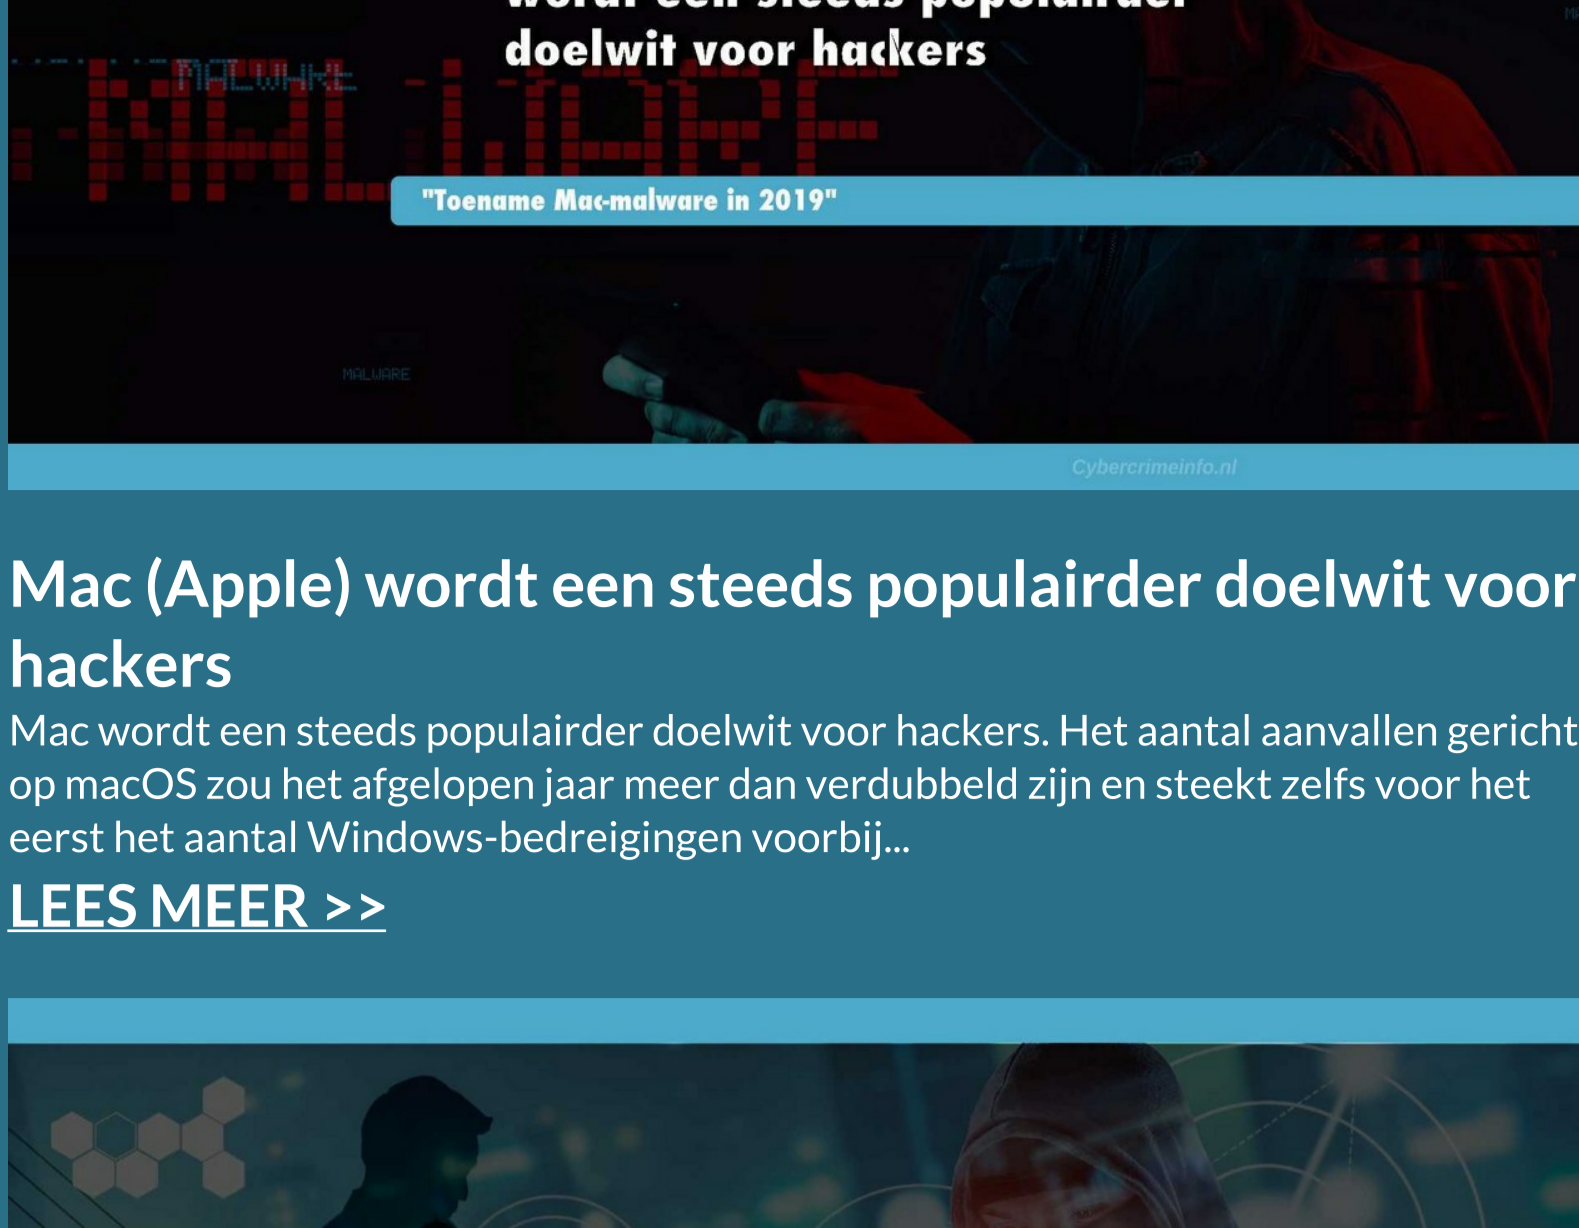 doelwit voor hackers
MALWARE
MALWARE
"Toename Mac-malware in 2019"
MALWARE
Cybercrimeinfo.nl
Mac (Apple) wordt een steeds populairder doelwit voor
hackers
Mac wordt een steeds populairder doelwit voor hackers. Het aantal aanvallen gericht
op macOS zou het afgelopen jaar meer dan verdubbeld zijn en steekt zelfs voor het
eerst het aantal Windows-bedreigingen voorbij...
LEES MEER >>